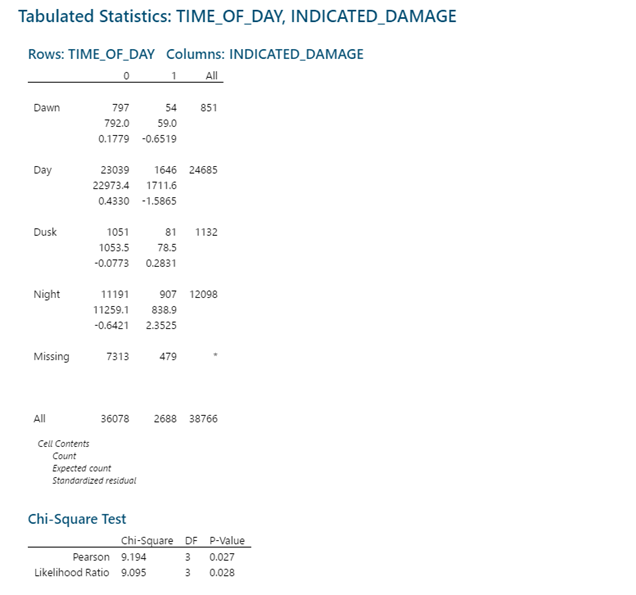 Tabulated Statistics: TIME_OF_DAY, INDICATED_DAMAGE
Rows: TIME_OF_DAY Columns: INDICATED_DAMAGE
0 1 All
Dawn 797 54 851
792.0 59.0
0.1779 -0.6519
Day 23039 1646 24685
22973.4 1711.6
0.4330 -1.5865
Dusk 1051 81 1132
1053.5 78.5
-0.0773 0.2831
Night 11191 907 12098
11259.1 838.9
-0.6421 2.3525
Missing 7313 479 *
All 36078 2688 38766
Cell Contents
Count
Expected count
Standardized residual
Chi-Square Test
Chi-Square DF P-Value
Pearson 9.194 3 0.027
Likelihood Ratio 9.095 3 0.028